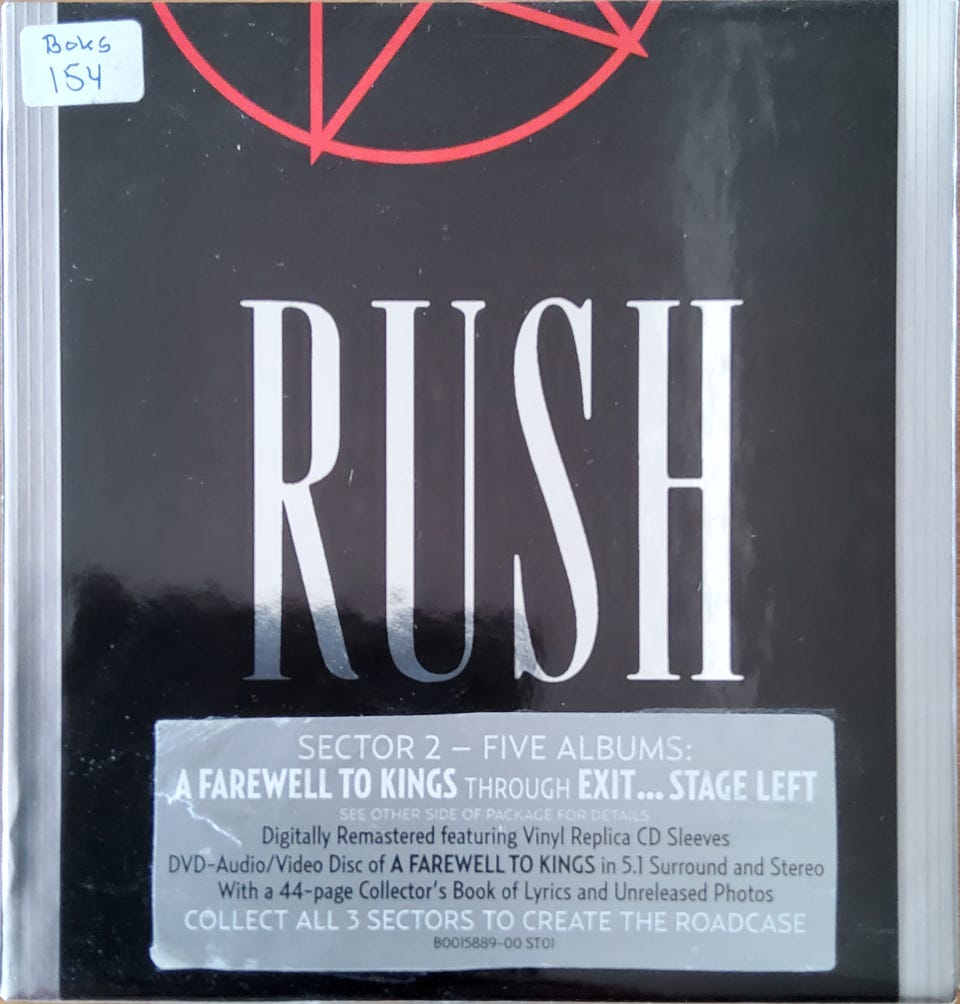 Boks
154
RUSH
SECTOR 2 – FIVE ALBUMS:
A FAREWELL TO KINGS THROUGH EXIT... STAGE LEFT
SEE OTHER SIDE OF PACKAGE FOR DETAILS
Digitally Remastered featuring Vinyl Replica CD Sleeves
DVD-Audio/Video Disc of A FAREWELL TO KINGS in 5.1 Surround and Stereo
With a 44-page Collector's Book of Lyrics and Unreleased Photos
COLLECT ALL 3 SECTORS TO CREATE THE ROADCASE
B0015889-00 ST01